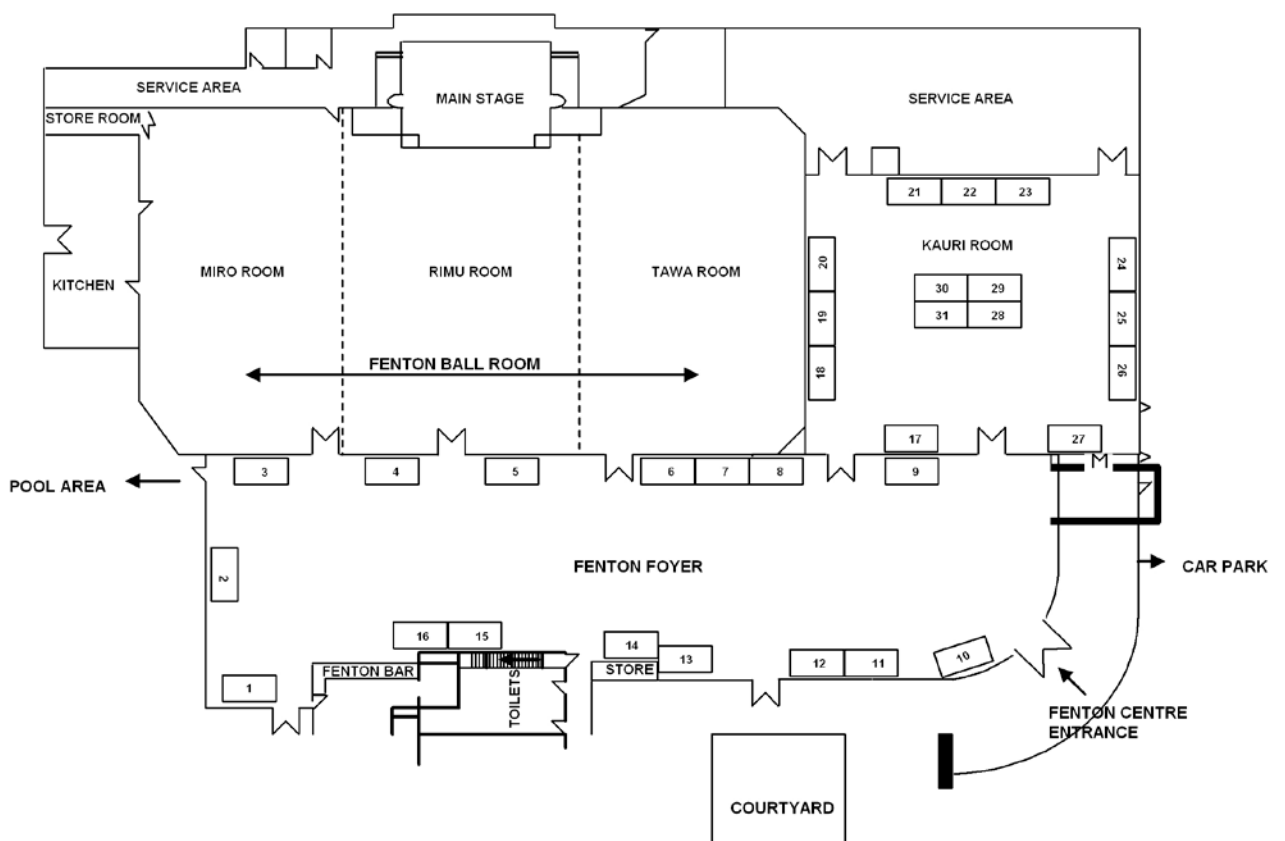 SERVICE AREA
MAIN STAGE
SERVICE AREA
STORE ROOM
21
22
23
KAURI ROOM
20
24
MIRO ROOM
RIMU ROOM
TAWA ROOM
KITCHEN
30
29
31
28
19
25
FENTON BALL ROOM
18
26
17
27
3
4
5
6
7
8
9
POOL AREA
FENTON FOYER
CAR PARK
2
16
15
14
13
12
11
10
FENTON BAR
STORE
TOILETS
1
FENTON CENTRE
ENTRANCE
COURTYARD